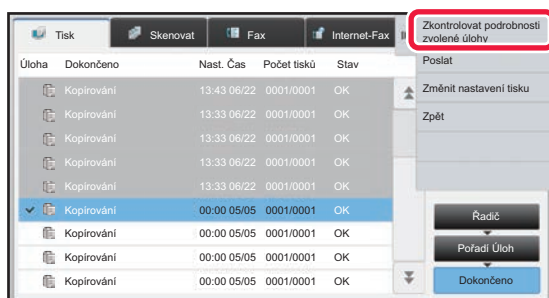 Tisk
Skenovat
Fax
Internet-Fax
Úloha Dokončeno Nast. Čas Počet tisků Stav
Kopírování 13:43 06/22 0001/0001 OK
Kopírování 13:33 06/22 0001/0001 OK
Kopírování 13:33 06/22 0001/0001 OK
Kopírování 13:33 06/22 0001/0001 OK
Kopírování 13:33 06/22 0001/0001 OK
Kopírování 00:00 05/05 0001/0001 OK
Kopírování 00:00 05/05 0001/0001 OK
Kopírování 00:00 05/05 0001/0001 OK
Kopírování 00:00 05/05 0001/0001 OK
Zkontrolovat podrobnosti
zvolené úlohy
Poslat
Změnit nastavení tisku
Zpět
Řadič
Pořadí Úloh
Dokončeno